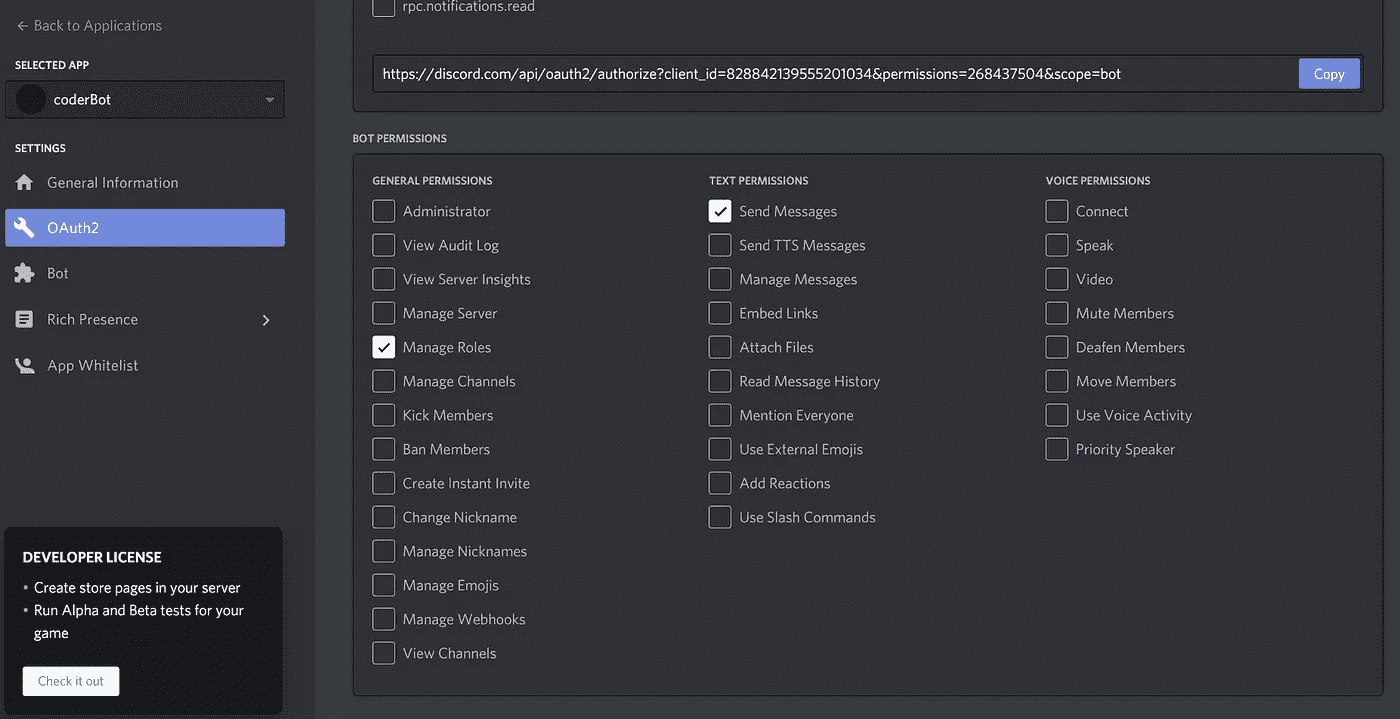 ← Back to Applications
SELECTED APP
coderBot
SETTINGS
General Information
OAuth2
Bot
Rich Presence
App Whitelist
DEVELOPER LICENSE
• Create store pages in your server
• Run Alpha and Beta tests for your
game
Check it out
rpc.notifications.read
https://discord.com/api/oauth2/authorize?client_id=828842139555201034&permissions=268437504&scope=bot
Copy
BOT PERMISSIONS
GENERAL PERMISSIONS
Administrator
View Audit Log
View Server Insights
Manage Server
Manage Roles
Manage Channels
Kick Members
Ban Members
Create Instant Invite
Change Nickname
Manage Nicknames
Manage Emojis
Manage Webhooks
View Channels
TEXT PERMISSIONS
Send Messages
Send TTS Messages
Manage Messages
Embed Links
Attach Files
Read Message History
Mention Everyone
Use External Emojis
Add Reactions
Use Slash Commands
VOICE PERMISSIONS
Connect
Speak
Video
Mute Members
Deafen Members
Move Members
Use Voice Activity
Priority Speaker